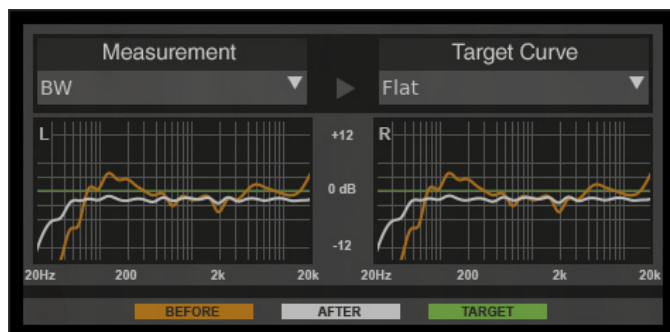 Measurement
Target Curve
BW
Flat
L
+12
R
0 dB
-12
20Hz
200
2k
20k
20Hz
200
2k
20k
BEFORE
AFTER
TARGET